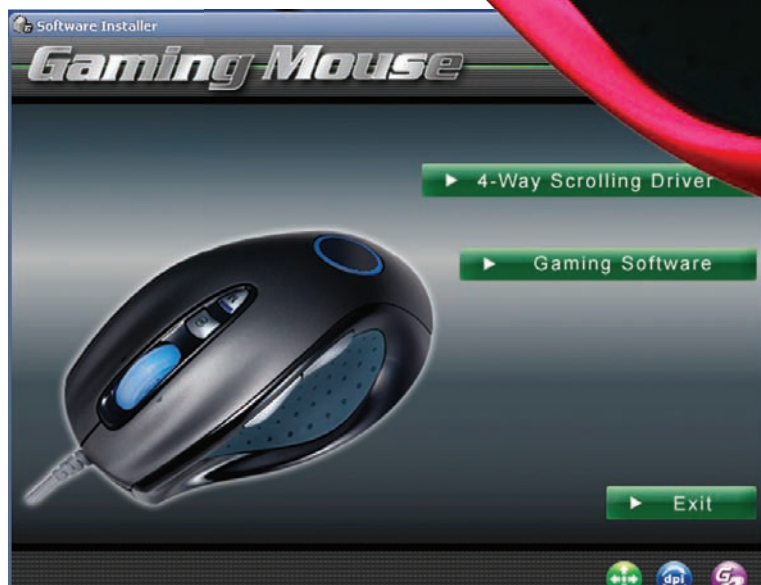 Software Installer
Gaming Mouse
4-Way Scrolling Driver
Gaming Software
Exit
dpi